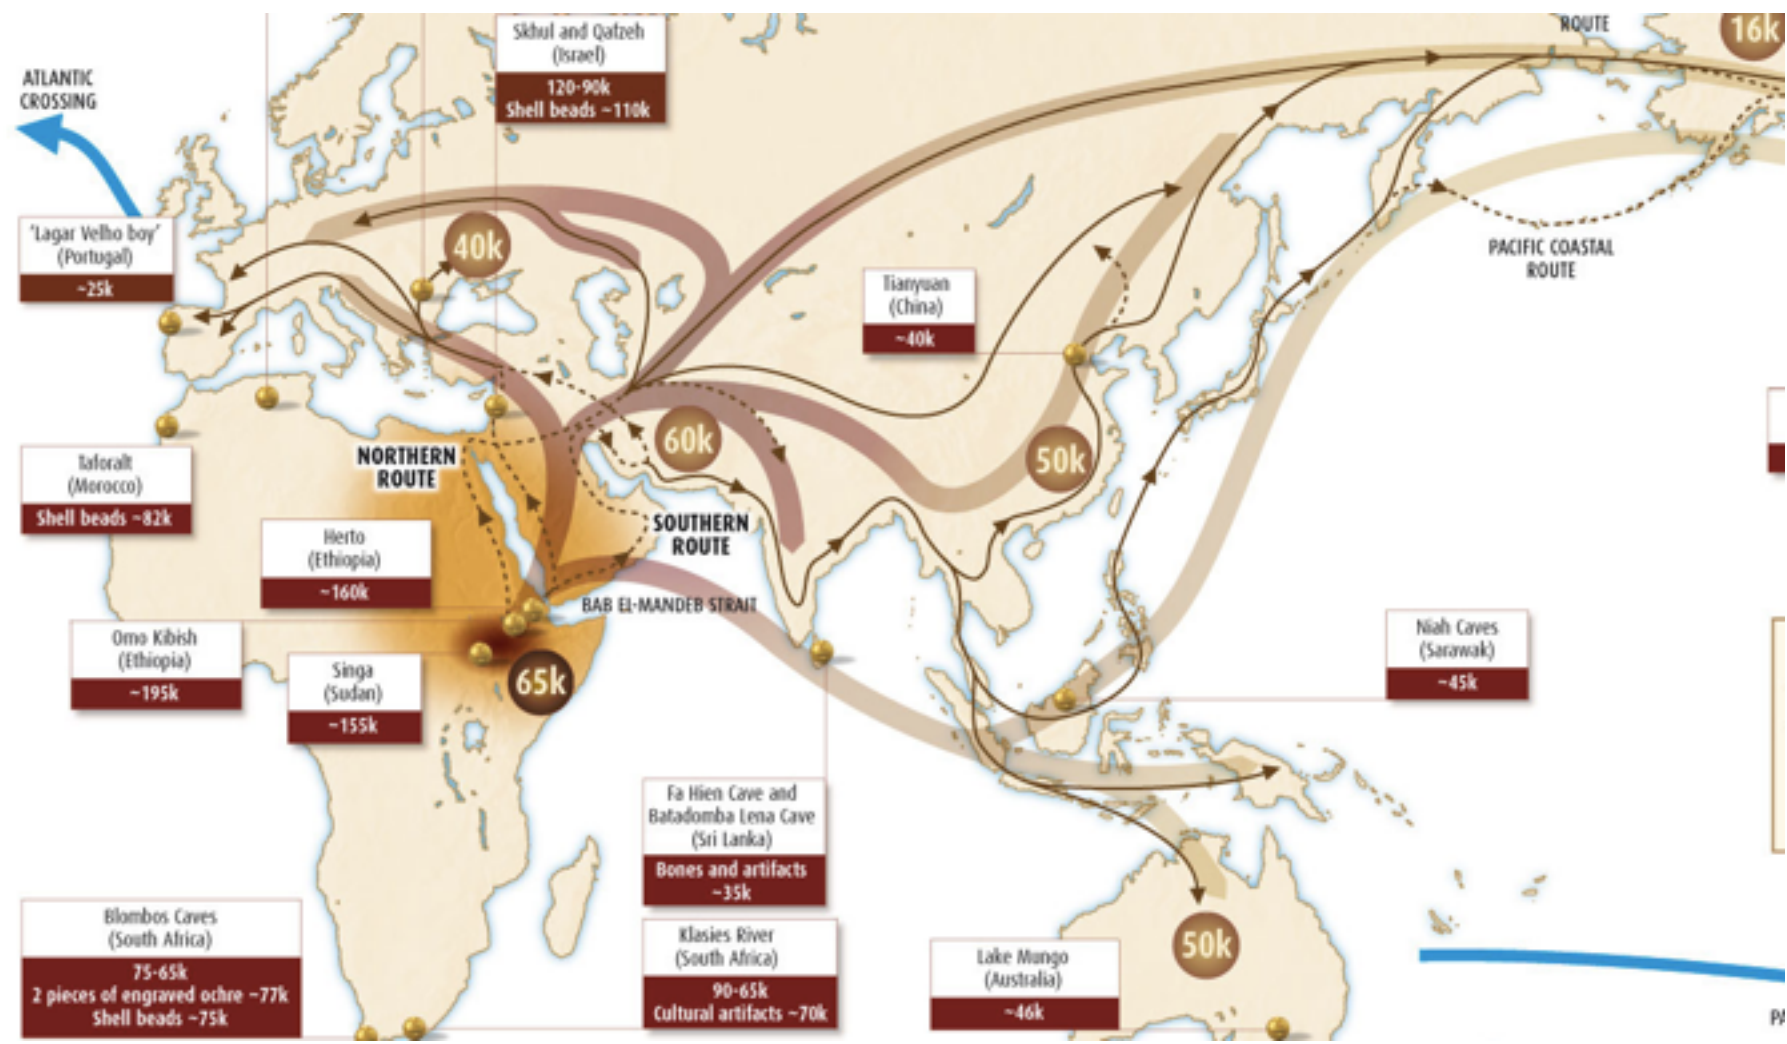 ROUTE
16k
Skhul and Qafzeh
(Israel)
120-90k
Shell beads ~110k
ATLANTIC
CROSSING
'Lagar Velho boy'
(Portugal)
~25k
40k
PACIFIC COASTAL
ROUTE
Tianyuan
(China)
~40k
60k
50k
NORTHERN
ROUTE
Taforalt
(Morocco)
Shell beads ~82k
SOUTHERN
ROUTE
Herto
(Ethiopia)
~160k
BAB EL-MANDEB STRAIT
Omo Kibish
(Ethiopia)
~195k
Singa
(Sudan)
~155k
65k
Niah Caves
(Sarawak)
~45k
Fa Hien Cave and
Batadomba Lena Cave
(Sri Lanka)
Bones and artifacts
~35k
Blombos Caves
(South Africa)
75-65k
2 pieces of engraved ochre ~77k
Shell beads ~75k
Klasies River
(South Africa)
90-65k
Cultural artifacts ~70k
50k
Lake Mungo
(Australia)
~46k
PA